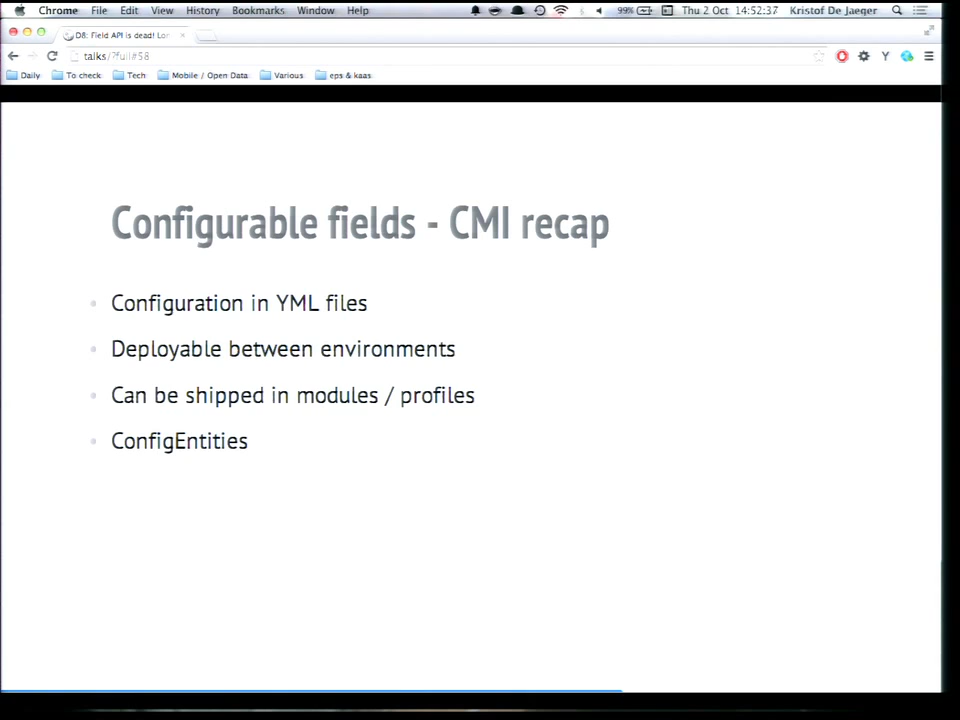 Chrome File Edit View History Bookmarks Window Help 99% Thu 2 Oct 14:52:37 Kristof De Jaeger
D8: Field API is dead! Lon
talks/?full#58
Daily To check Tech Mobile / Open Data Various eps & kaas
Configurable fields - CMI recap
Configuration in YML files
Deployable between environments
Can be shipped in modules / profiles
ConfigEntities